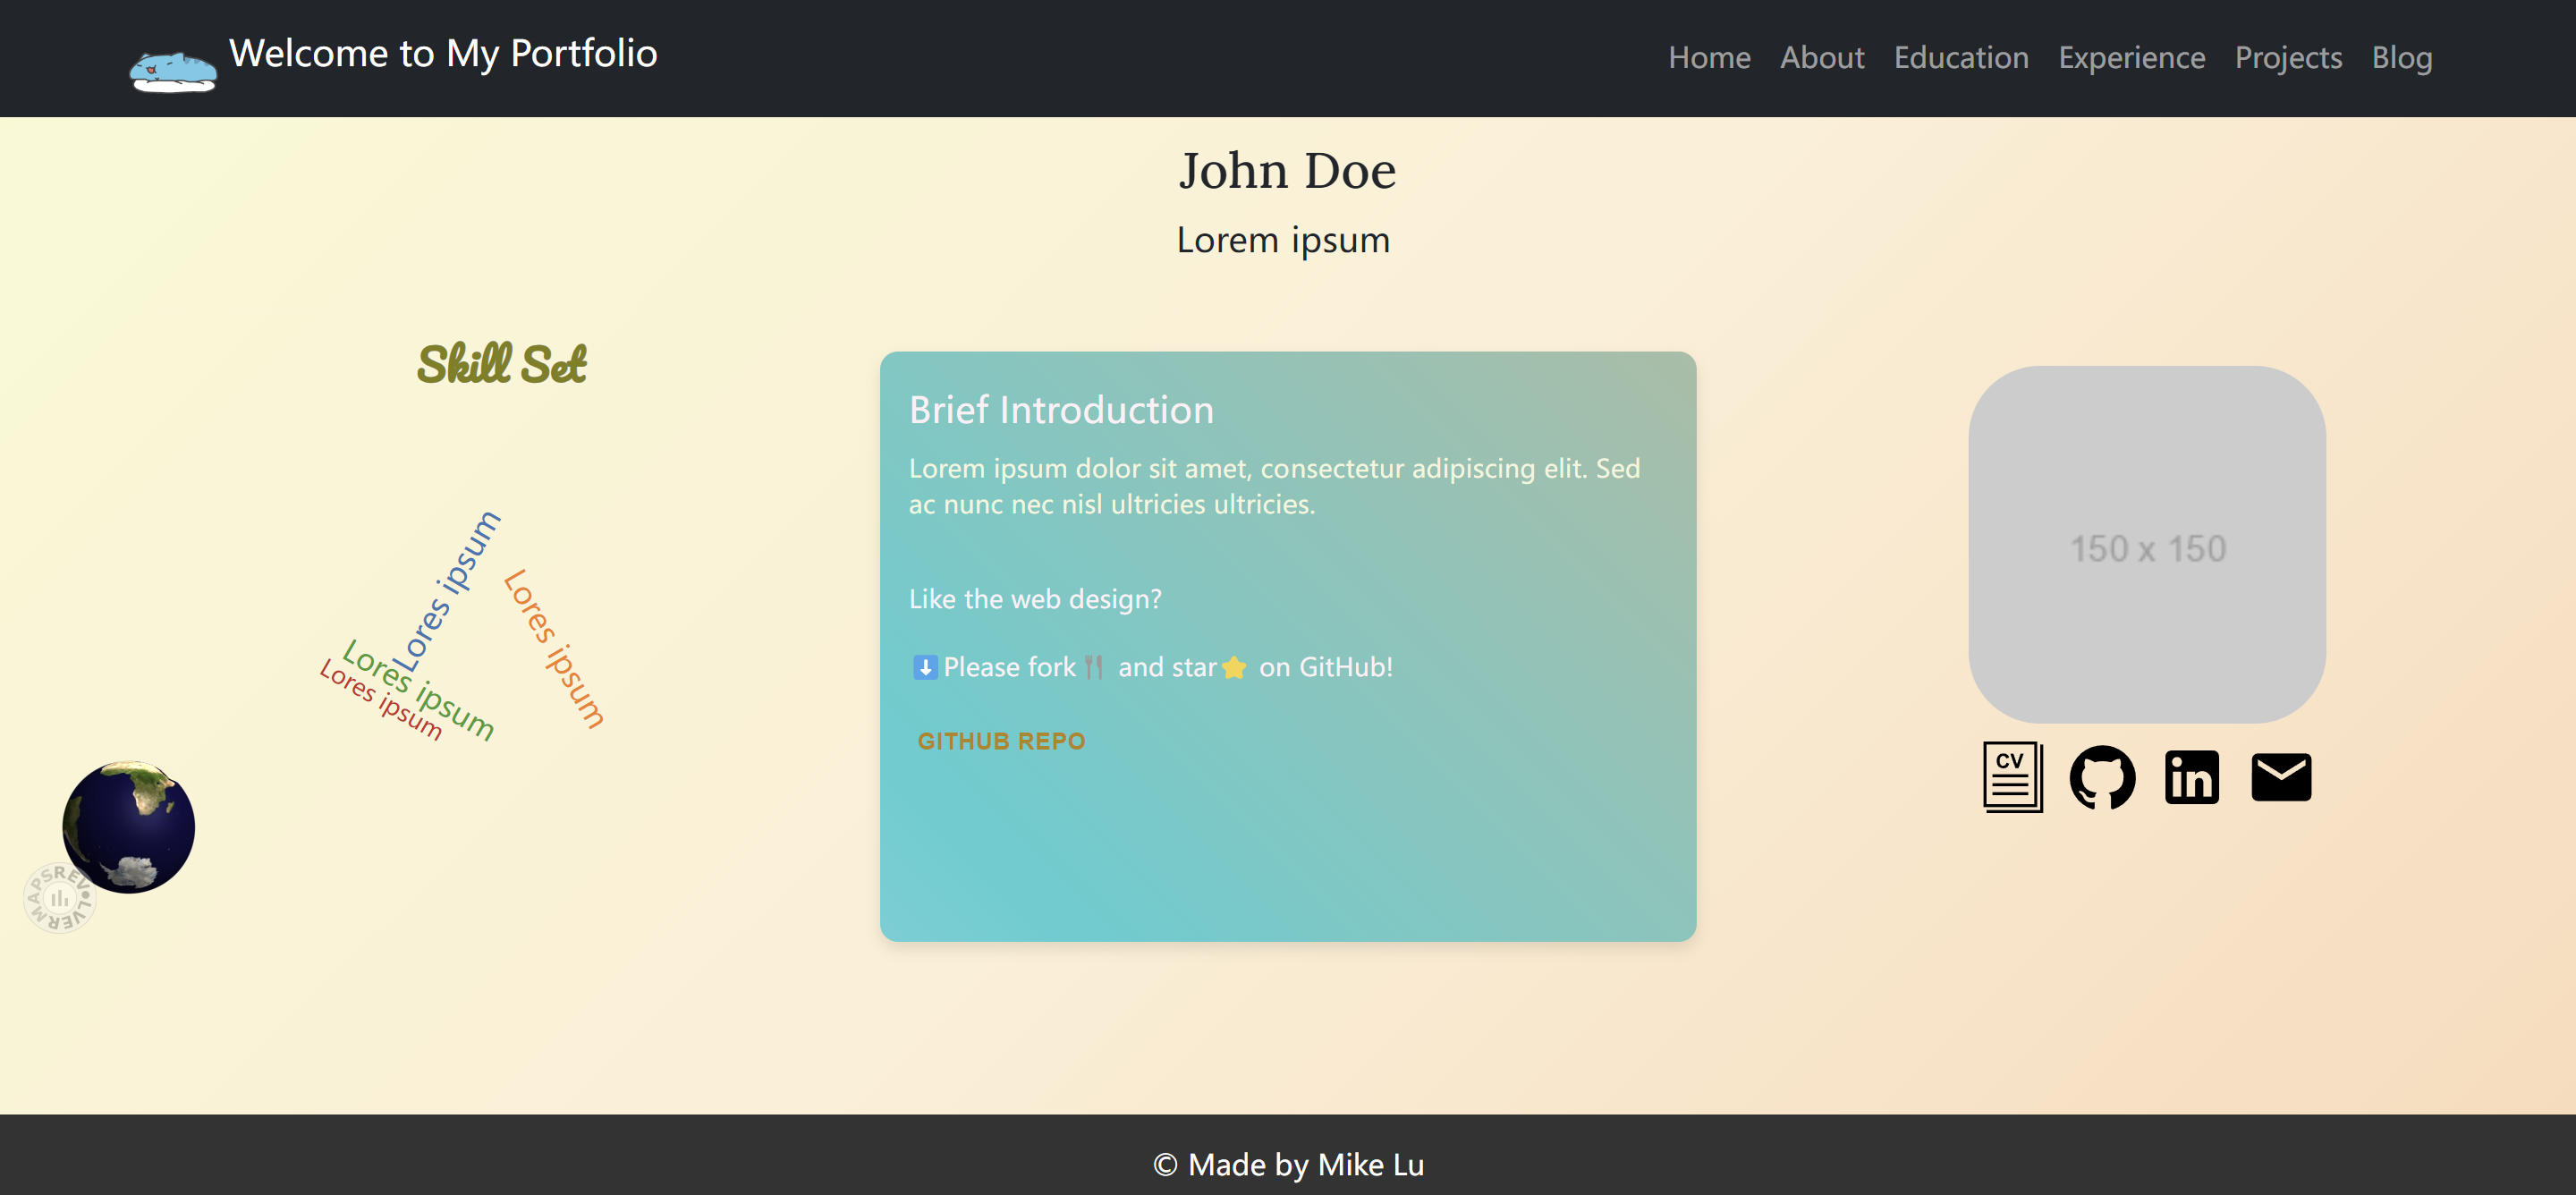 Welcome to My Portfolio
Home About Education Experience Projects Blog
John Doe
Lorem ipsum
Skill Set
Lores ipsum
Lores ipsum
Lores ipsum
Lores ipsum
REVOLVERMAPS
Brief Introduction
Lorem ipsum dolor sit amet, consectetur adipiscing elit. Sed
ac nunc nec nisl ultricies ultricies.
Like the web design?
⬇️Please fork🍴 and star⭐ on GitHub!
GITHUB REPO
150 x 150
CV
in
© Made by Mike Lu